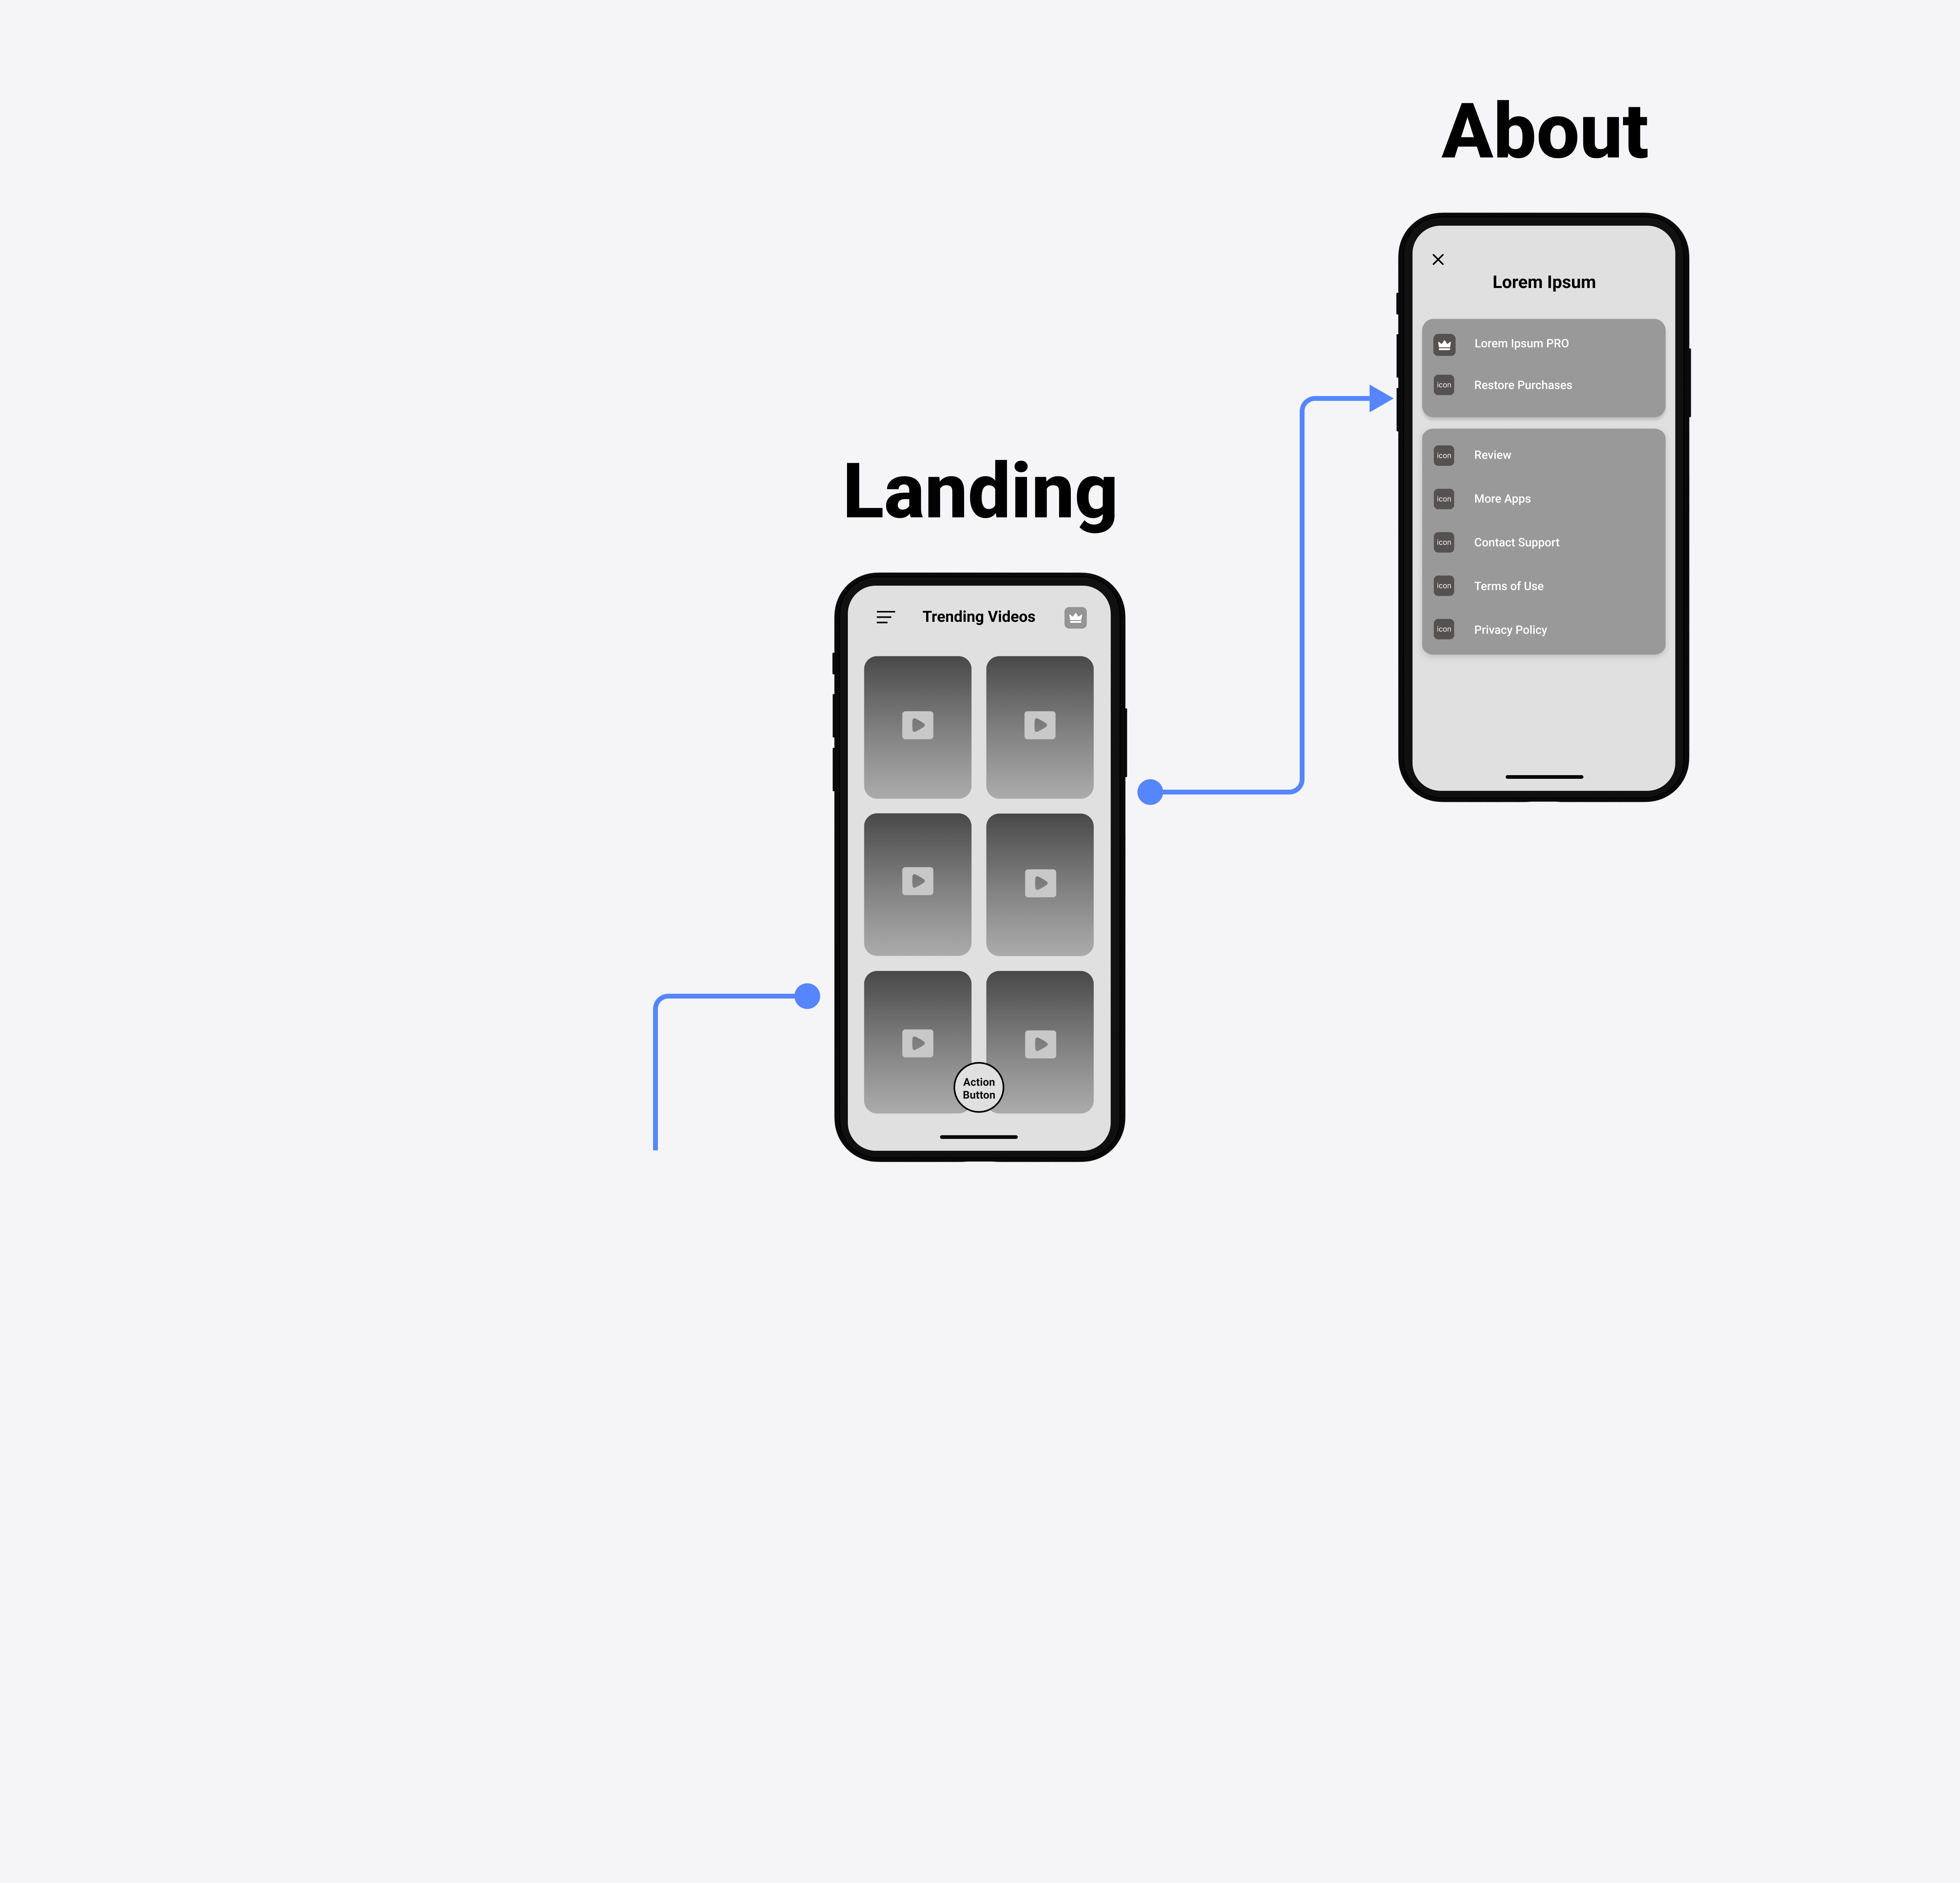 About
Lorem Ipsum
Lorem Ipsum PRO
icon Restore Purchases
icon Review
icon More Apps
icon Contact Support
icon Terms of Use
icon Privacy Policy
Landing
Trending Videos
Action
Button